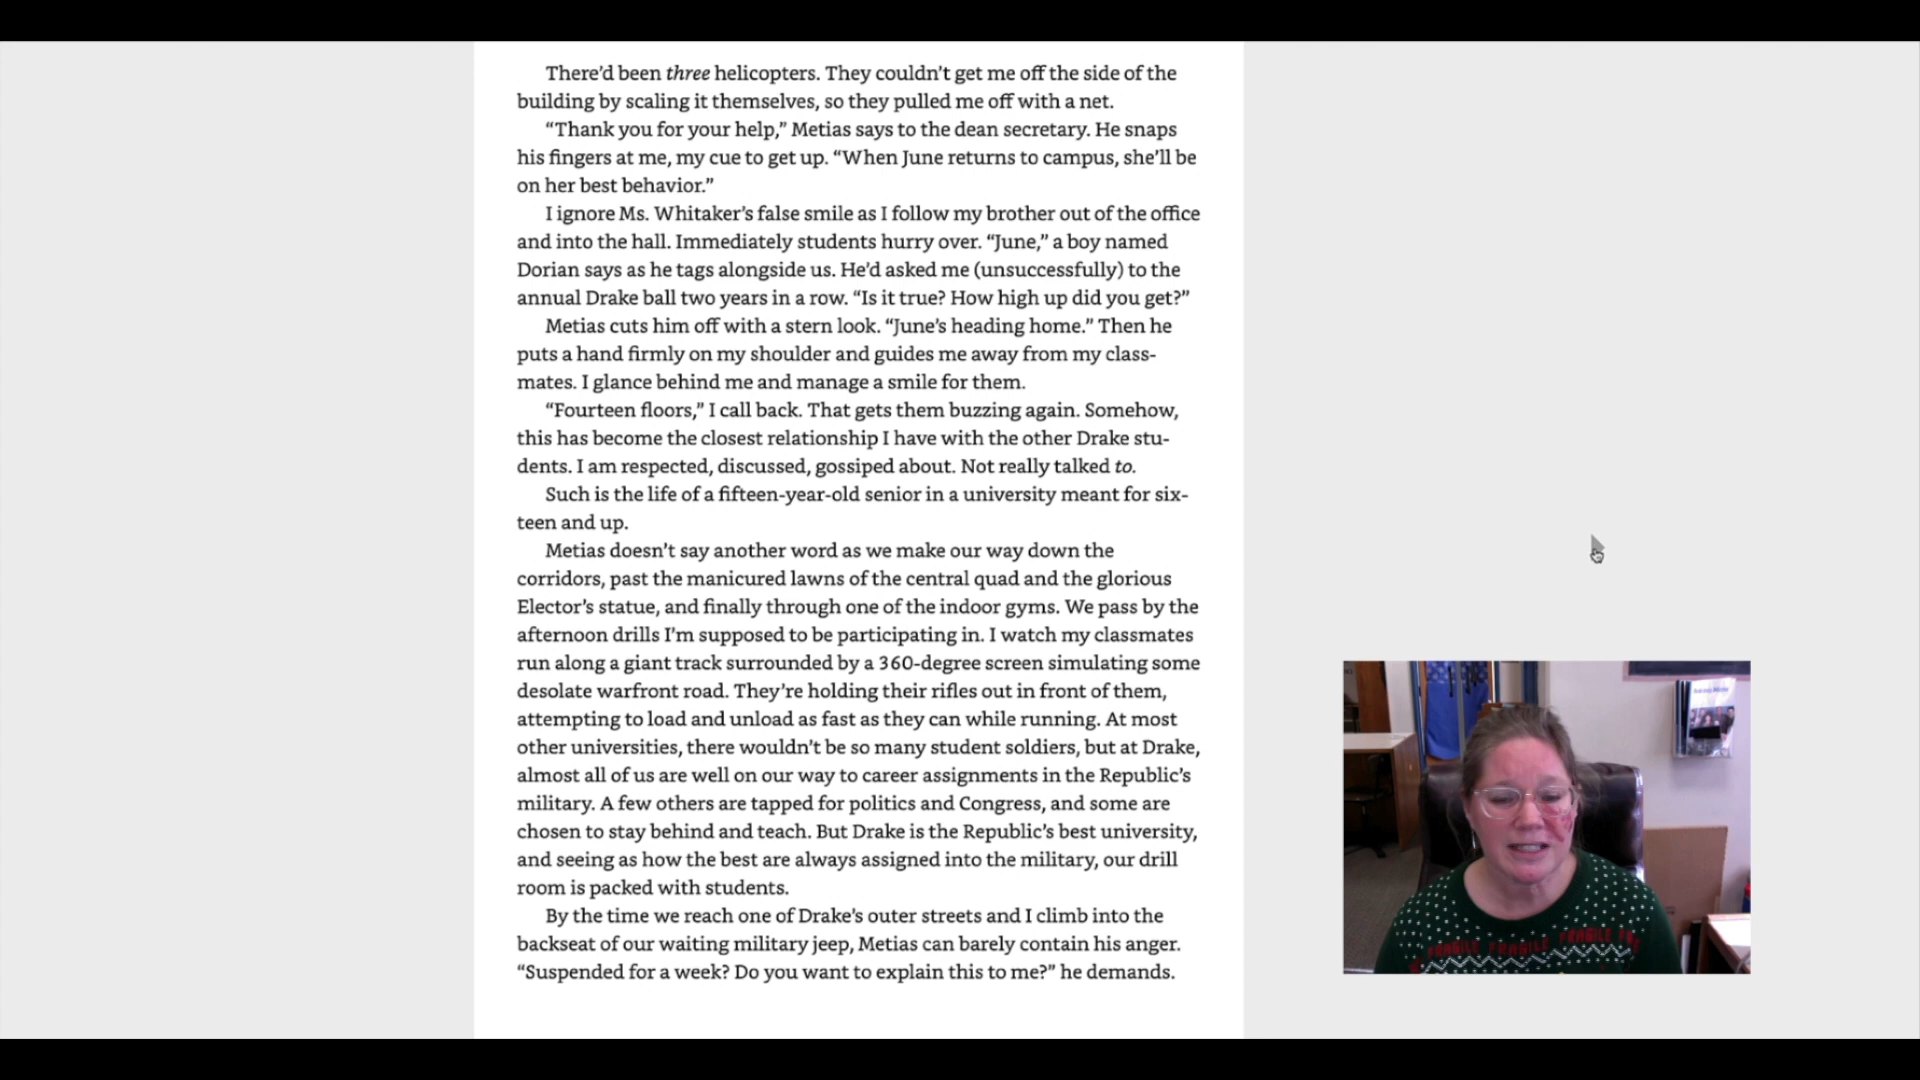 There’d been three helicopters. They couldn’t get me off the side of the
building by scaling it themselves, so they pulled me off with a net.
“Thank you for your help,” Metias says to the dean secretary. He snaps
his fingers at me, my cue to get up. “When June returns to campus, she’ll be
on her best behavior.”
I ignore Ms. Whitaker’s false smile as I follow my brother out of the office
and into the hall. Immediately students hurry over. “June,” a boy named
Dorian says as he tags alongside us. He’d asked me (unsuccessfully) to the
annual Drake ball two years in a row. “Is it true? How high up did you get?”
Metias cuts him off with a stern look. “June’s heading home.” Then he
puts a hand firmly on my shoulder and guides me away from my class-
mates. I glance behind me and manage a smile for them.
“Fourteen floors,” I call back. That gets them buzzing again. Somehow,
this has become the closest relationship I have with the other Drake stu-
dents. I am respected, discussed, gossiped about. Not really talked to.
Such is the life of a fifteen-year-old senior in a university meant for six-
teen and up.
Metias doesn’t say another word as we make our way down the
corridors, past the manicured lawns of the central quad and the glorious
Elector’s statue, and finally through one of the indoor gyms. We pass by the
afternoon drills I’m supposed to be participating in. I watch my classmates
run along a giant track surrounded by a 360-degree screen simulating some
desolate warfront road. They’re holding their rifles out in front of them,
attempting to load and unload as fast as they can while running. At most
other universities, there wouldn’t be so many student soldiers, but at Drake,
almost all of us are well on our way to career assignments in the Republic’s
military. A few others are tapped for politics and Congress, and some are
chosen to stay behind and teach. But Drake is the Republic’s best university,
and seeing as how the best are always assigned into the military, our drill
room is packed with students.
By the time we reach one of Drake’s outer streets and I climb into the
backseat of our waiting military jeep, Metias can barely contain his anger.
“Suspended for a week? Do you want to explain this to me?” he demands.
FRAGILE FRAGILE FRAGILE